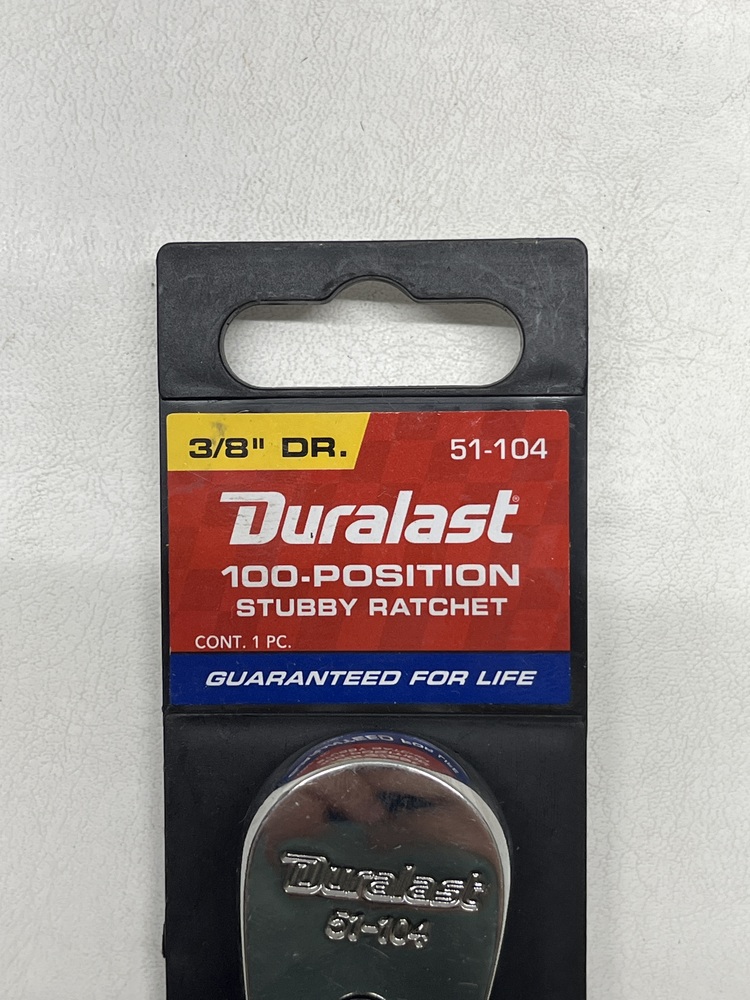 3/8" DR.
51-104
Duralast®
100-POSITION
STUBBY RATCHET
CONT. 1 PC.
GUARANTEED FOR LIFE
Duralast
51-104